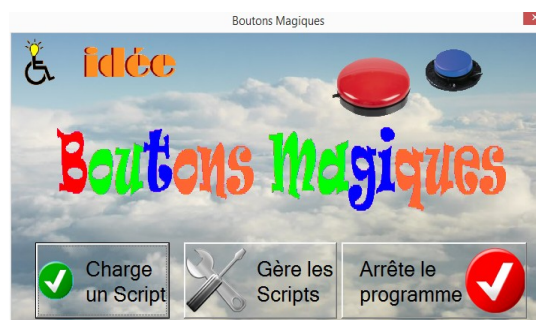 Boutons Magiques
idée
Boutons Magiques
Charge
un Script
Gère les
Scripts
Arrête le
programme